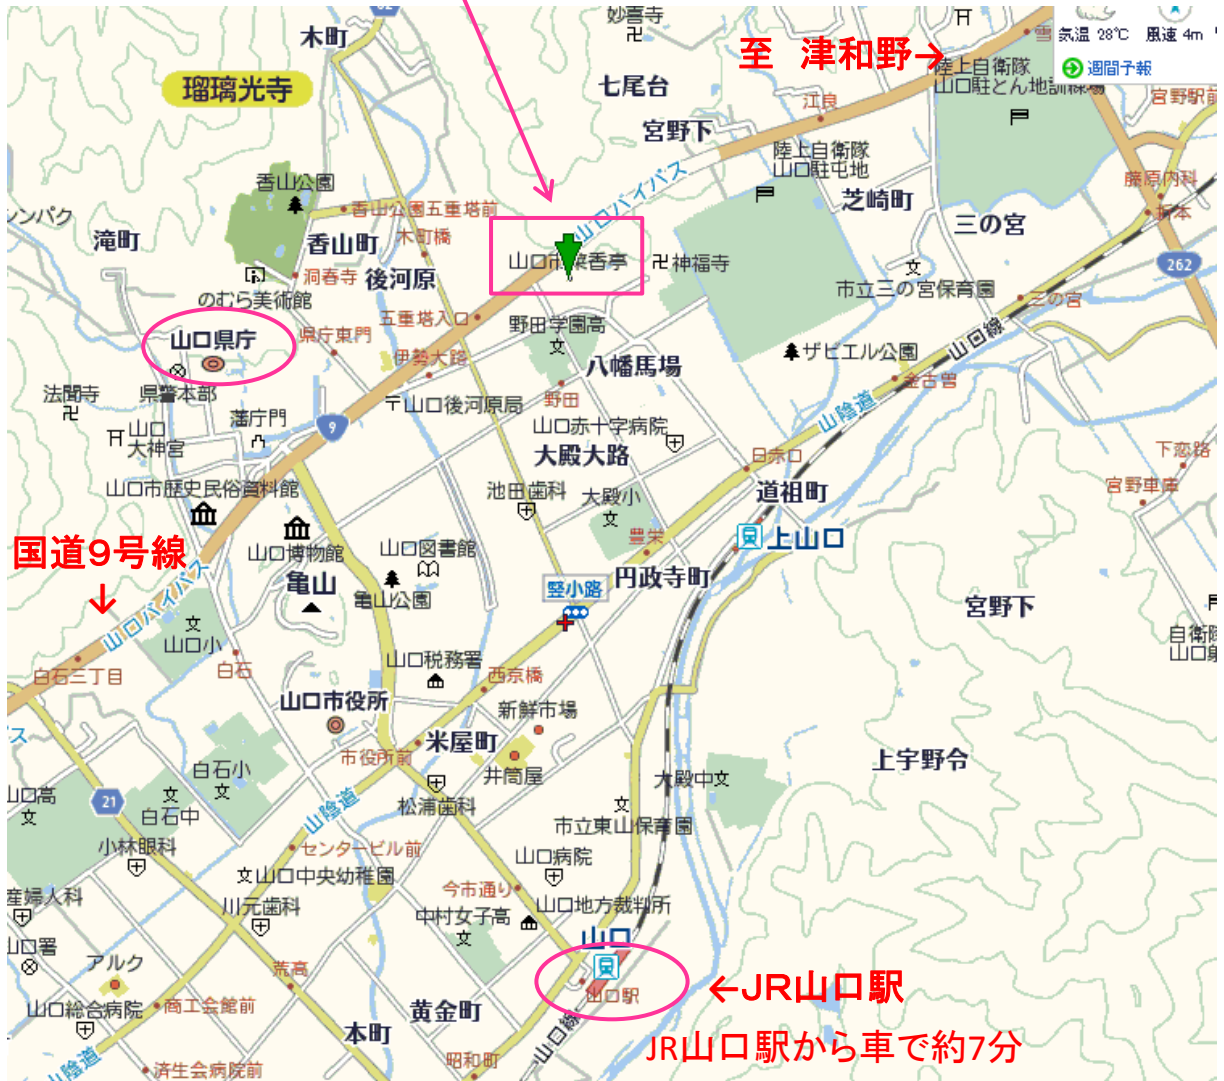 木町
妙喜寺
至 津和野→
気温 28℃ 風速 4m
週間予報
瑠璃光寺
七尾台
陸上自衛隊
山口駐とん地訓練場
江良
宮野下
宮野駅前
山口バイパス
陸上自衛隊
山口駐屯地
芝崎町
藤原内科
折本
香山公園
香山公園五重塔前
滝町
香山町
木町橋
三の宮
洞春寺
後河原
山口市菜香亭
神福寺
262
のむら美術館
市立三の宮保育園
三の宮
山口県庁
県庁東門
五重塔入口
野田学園高
山口線
伊勢大路
八幡馬場
ザビエル公園
金古曽
法聞寺
県警本部
山口後河原局
野田
山陰道
藩庁門
9
山口
大神宮
山口赤十字病院
大殿大路
日赤口
下恋路
山口市歴史民俗資料館
池田歯科
大殿小
道祖町
宮野車庫
国道9号線
↓
山口博物館
山口図書館
豊栄
上山口
亀山
亀山公園
竪小路
円政寺町
宮野下
山口バイパス
山口小
白石三丁目
白石
山口税務署
西京橋
山口市役所
新鮮市場
市役所前
米屋町
井筒屋
上宇野令
白石小
大殿中
山口高
21
白石中
山陰道
松浦歯科
市立東山保育園
小林眼科
センタービル前
山口病院
山口中央幼稚園
今市通り
産婦人科
川元歯科
中村女子高
山口地方裁判所
山口署
山口
アルク
荒高
山口駅
←JR山口駅
山口総合病院
商工会館前
黄金町
本町
山口線
JR山口駅から車で約7分
昭和町
山陰道
済生会病院前